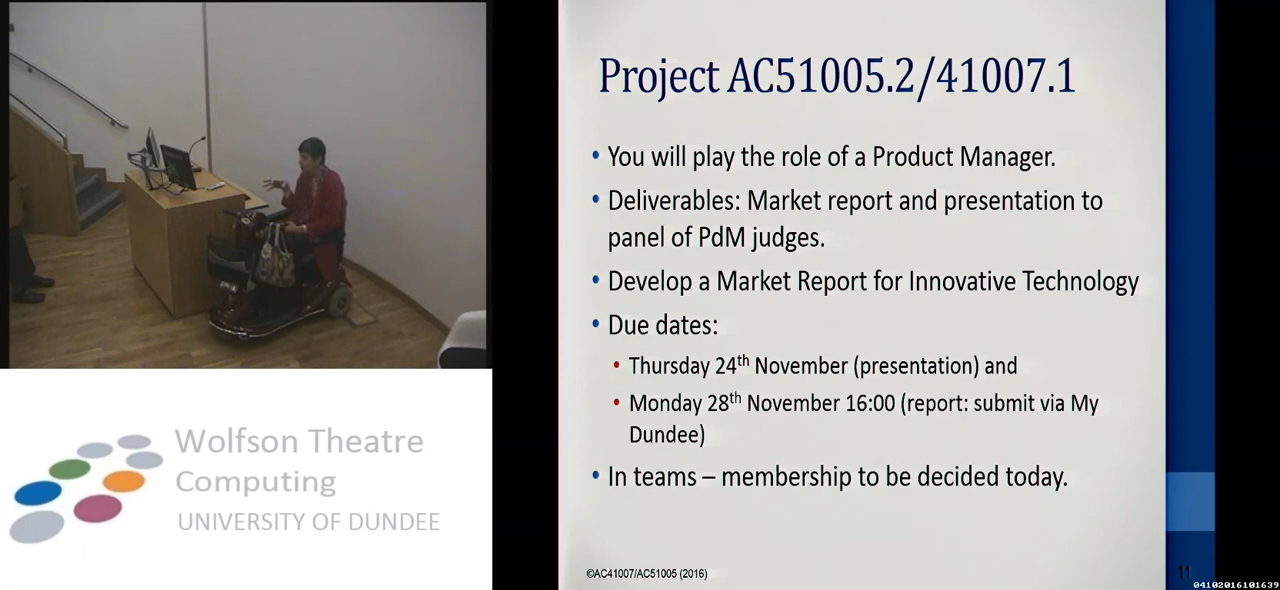 Project AC51005.2/41007.1
• You will play the role of a Product Manager.
• Deliverables: Market report and presentation to
panel of PdM judges.
• Develop a Market Report for Innovative Technology
• Due dates:
• Thursday 24th November (presentation) and
• Monday 28th November 16:00 (report: submit via My
Dundee)
• In teams – membership to be decided today.
©AC41007/AC51005 (2016)
11
04102016101639
Wolfson Theatre
Computing
UNIVERSITY OF DUNDEE